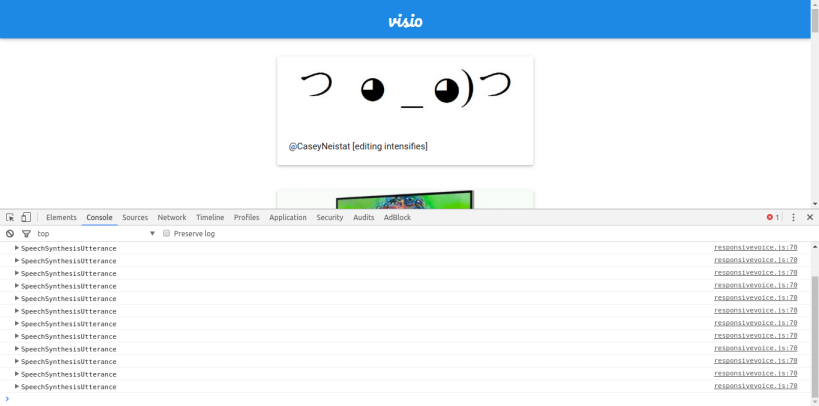 visio
つ ◕ _ ◕)つ
@CaseyNeistat [editing intensifies]
Elements Console Sources Network Timeline Profiles Application Security Audits AdBlock 1
top Preserve log
SpeechSynthesisUtterance responsivevoice.js:70
SpeechSynthesisUtterance responsivevoice.js:70
SpeechSynthesisUtterance responsivevoice.js:70
SpeechSynthesisUtterance responsivevoice.js:70
SpeechSynthesisUtterance responsivevoice.js:70
SpeechSynthesisUtterance responsivevoice.js:70
SpeechSynthesisUtterance responsivevoice.js:70
SpeechSynthesisUtterance responsivevoice.js:70
SpeechSynthesisUtterance responsivevoice.js:70
SpeechSynthesisUtterance responsivevoice.js:70
SpeechSynthesisUtterance responsivevoice.js:70
SpeechSynthesisUtterance responsivevoice.js:70